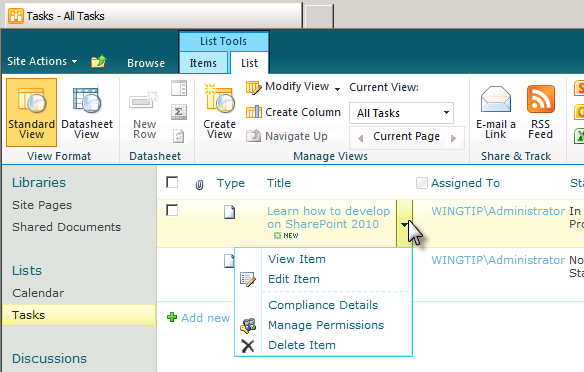 Tasks - All Tasks
List Tools
Site Actions
Browse
Items
List
Standard View
Datasheet View
View Format
New Row
Datasheet
Create View
Modify View
Create Column
Navigate Up
Current View:
All Tasks
Current Page
Manage Views
E-mail a Link
RSS Feed
Share & Track
Libraries
Site Pages
Shared Documents
Lists
Calendar
Tasks
Discussions
Type
Title
Assigned To
Learn how to develop
on SharePoint 2010
NEW
WINGTIP\Administrator
In
WINGTIP\Administrator
No
Add new
View Item
Edit Item
Compliance Details
Manage Permissions
Delete Item